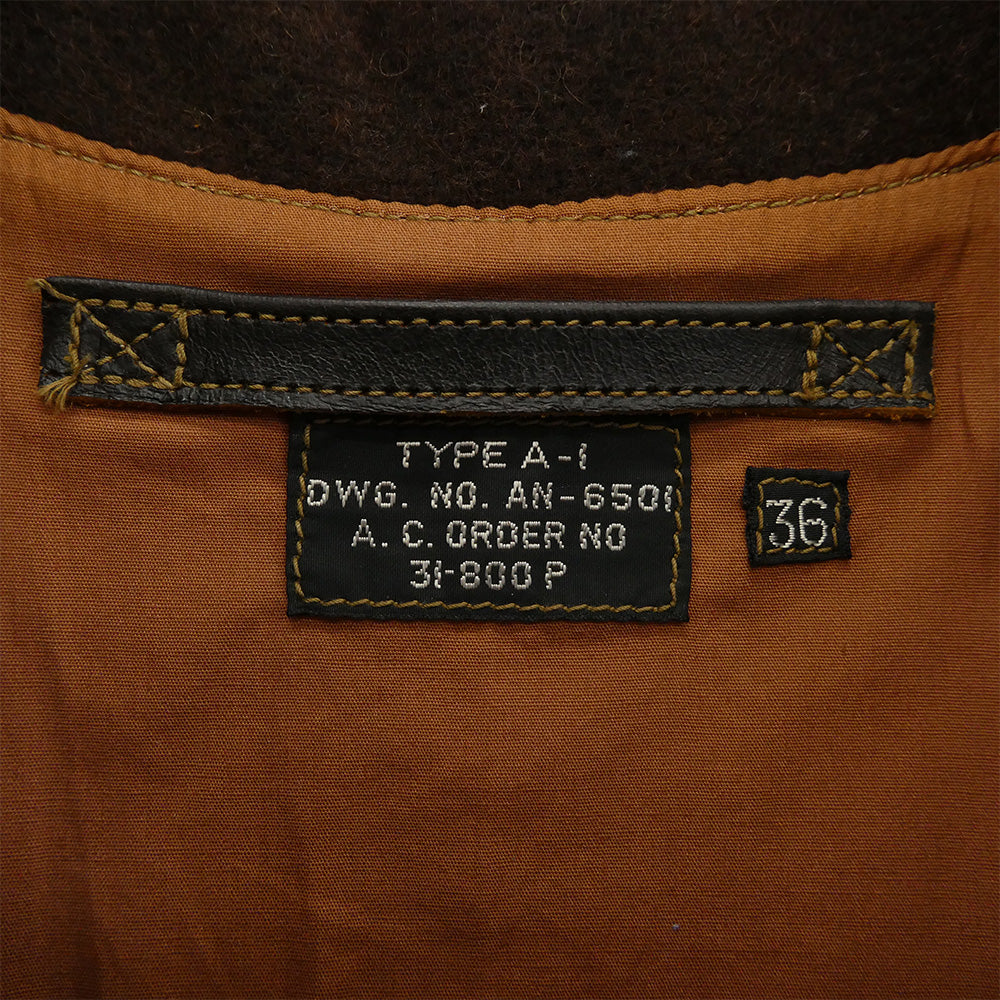 TYPE A-1
DWG. NO. AN-6501
A. C. ORDER NO
31-800 P
36